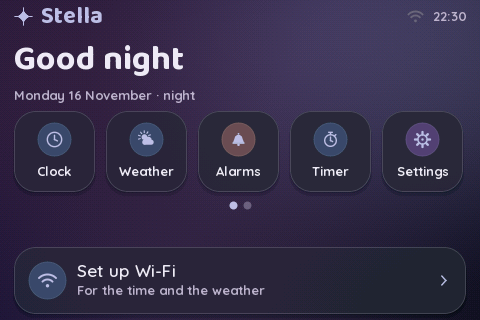 Stella
22:30
Good night
Monday 16 November · night
Clock
Weather
Alarms
Timer
Settings
Set up Wi-Fi
For the time and the weather